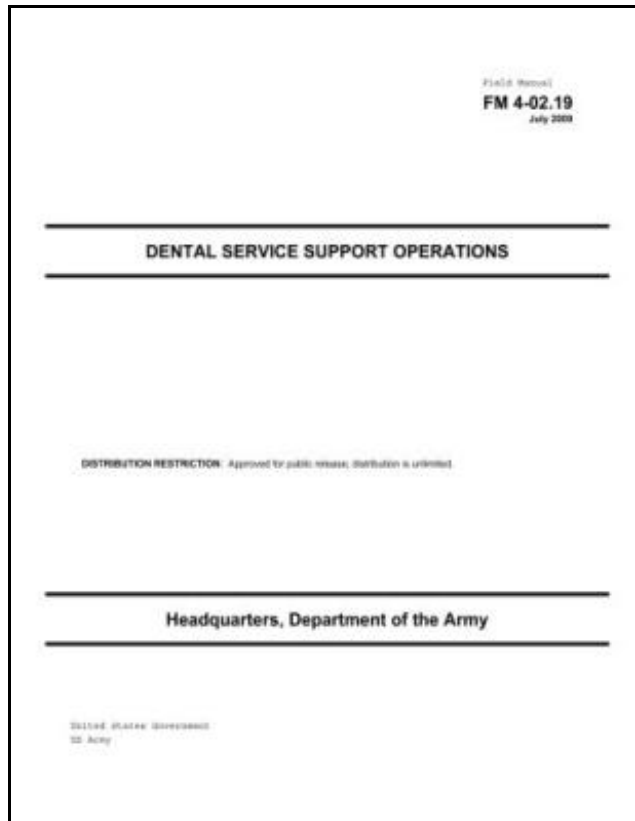 Field Manual
FM 4-02.19
July 2009
DENTAL SERVICE SUPPORT OPERATIONS
DISTRIBUTION RESTRICTION: Approved for public release; distribution is unlimited.
Headquarters, Department of the Army
United States Government
US Army